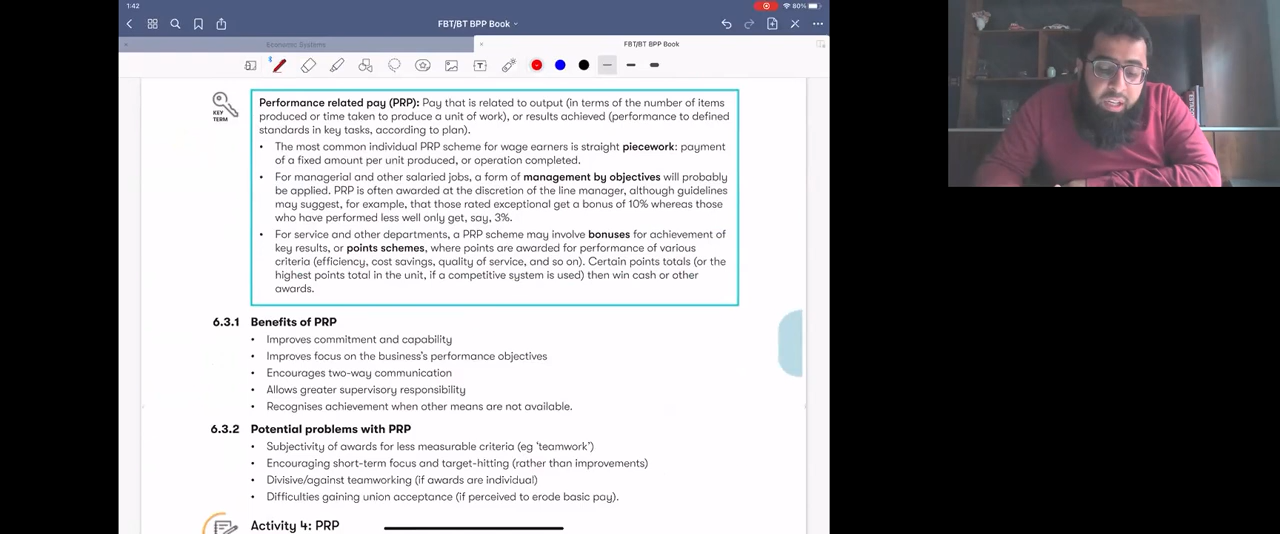 1:42
80%
FBT/BT BPP Book
Economic Systems
FBT/BT BPP Book
KEY
TERM
Performance related pay (PRP): Pay that is related to output (in terms of the number of items
produced or time taken to produce a unit of work), or results achieved (performance to defined
standards in key tasks, according to plan).
• The most common individual PRP scheme for wage earners is straight piecework: payment
of a fixed amount per unit produced, or operation completed.
• For managerial and other salaried jobs, a form of management by objectives will probably
be applied. PRP is often awarded at the discretion of the line manager, although guidelines
may suggest, for example, that those rated exceptional get a bonus of 10% whereas those
who have performed less well only get, say, 3%.
• For service and other departments, a PRP scheme may involve bonuses for achievement of
key results, or points schemes, where points are awarded for performance of various
criteria (efficiency, cost savings, quality of service, and so on). Certain points totals (or the
highest points total in the unit, if a competitive system is used) then win cash or other
awards.
6.3.1 Benefits of PRP
• Improves commitment and capability
• Improves focus on the business's performance objectives
• Encourages two-way communication
• Allows greater supervisory responsibility
• Recognises achievement when other means are not available.
6.3.2 Potential problems with PRP
• Subjectivity of awards for less measurable criteria (eg 'teamwork')
• Encouraging short-term focus and target-hitting (rather than improvements)
• Divisive/against teamworking (if awards are individual)
• Difficulties gaining union acceptance (if perceived to erode basic pay).
Activity 4: PRP